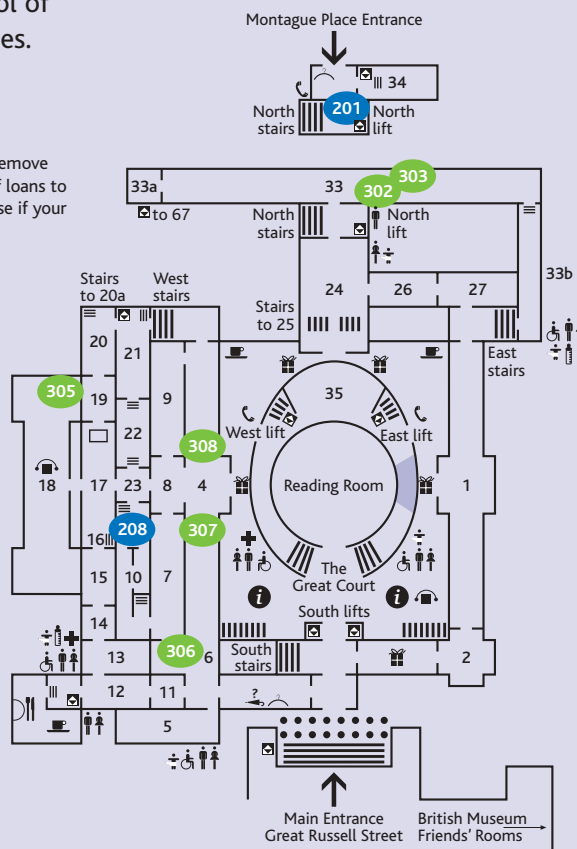 ol of
es.
Montague Place Entrance
34
North
stairs
201
North
lift
emove
f loans to
se if your
33a
33
302
303
to 67
North
stairs
North
lift
33b
Stairs
to 20a
West
stairs
24
26
27
Stairs
to 25
East
stairs
20
21
9
35
305
19
22
308
West lift
East lift
18
17
23
8
4
Reading Room
1
16
208
307
15
10
7
The
Great Court
i
i
South lifts
14
13
306
6
South
stairs
2
12
11
?
5
Main Entrance
Great Russell Street
British Museum
Friends' Rooms